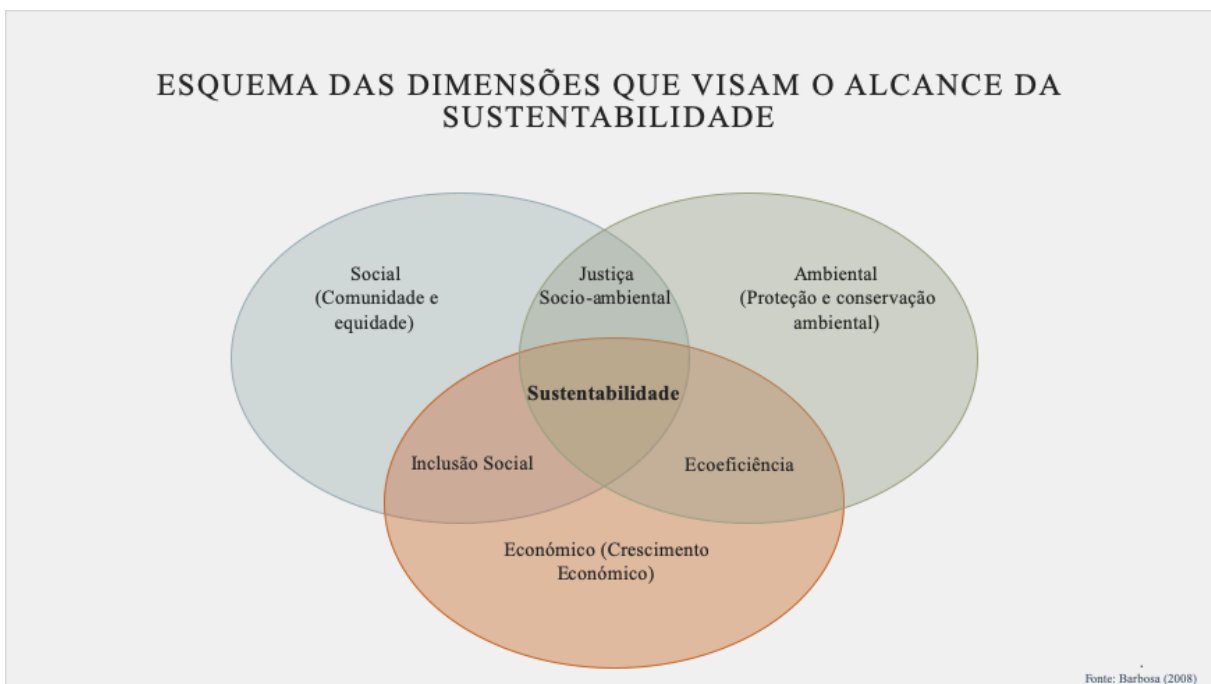 ESQUEMA DAS DIMENSÕES QUE VISAM O ALCANCE DA
SUSTENTABILIDADE
Social
(Comunidade e
equidade)
Justiça
Socio-ambiental
Ambiental
(Proteção e conservação
ambiental)
Sustentabilidade
Inclusão Social
Ecoeficiência
Económico (Crescimento
Económico)
Fonte: Barbosa (2008)